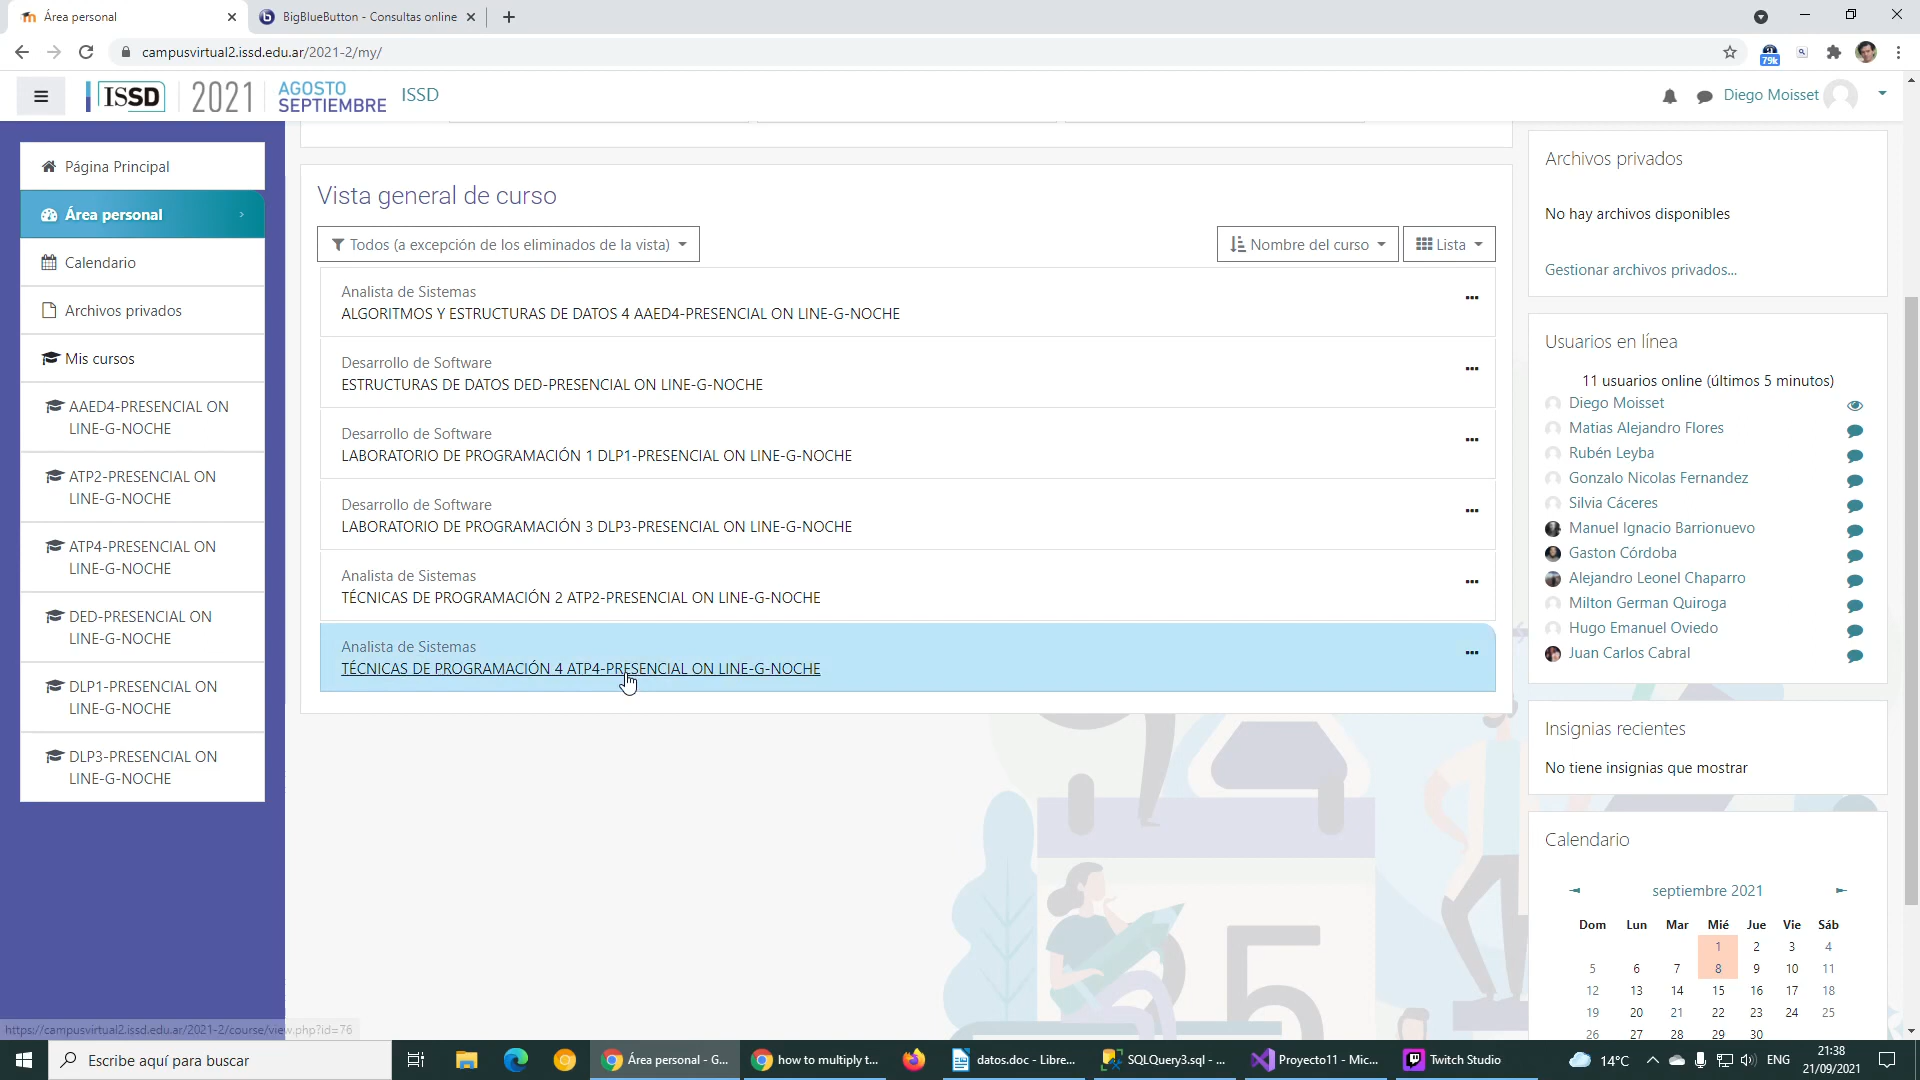 Área personal
BigBlueButton - Consultas online
campusvirtual2.issd.edu.ar/2021-2/my/
79k
ISSD
2021
AGOSTO
SEPTIEMBRE
ISSD
Diego Moisset
Página Principal
Área personal
Calendario
Archivos privados
Mis cursos
AAED4-PRESENCIAL ON
LINE-G-NOCHE
ATP2-PRESENCIAL ON
LINE-G-NOCHE
ATP4-PRESENCIAL ON
LINE-G-NOCHE
DED-PRESENCIAL ON
LINE-G-NOCHE
DLP1-PRESENCIAL ON
LINE-G-NOCHE
DLP3-PRESENCIAL ON
LINE-G-NOCHE
Vista general de curso
Todos (a excepción de los eliminados de la vista)
Nombre del curso
Lista
Analista de Sistemas
ALGORITMOS Y ESTRUCTURAS DE DATOS 4 AAED4-PRESENCIAL ON LINE-G-NOCHE
Desarrollo de Software
ESTRUCTURAS DE DATOS DED-PRESENCIAL ON LINE-G-NOCHE
Desarrollo de Software
LABORATORIO DE PROGRAMACIÓN 1 DLP1-PRESENCIAL ON LINE-G-NOCHE
Desarrollo de Software
LABORATORIO DE PROGRAMACIÓN 3 DLP3-PRESENCIAL ON LINE-G-NOCHE
Analista de Sistemas
TÉCNICAS DE PROGRAMACIÓN 2 ATP2-PRESENCIAL ON LINE-G-NOCHE
Analista de Sistemas
TÉCNICAS DE PROGRAMACIÓN 4 ATP4-PRESENCIAL ON LINE-G-NOCHE
Archivos privados
No hay archivos disponibles
Gestionar archivos privados...
Usuarios en línea
11 usuarios online (últimos 5 minutos)
Diego Moisset
Matias Alejandro Flores
Rubén Leyba
Gonzalo Nicolas Fernandez
Silvia Cáceres
Manuel Ignacio Barrionuevo
Gaston Córdoba
Alejandro Leonel Chaparro
Milton German Quiroga
Hugo Emanuel Oviedo
Juan Carlos Cabral
Insignias recientes
No tiene insignias que mostrar
Calendario
septiembre 2021
Dom Lun Mar Mié Jue Vie Sáb
1 2 3 4
5 6 7 8 9 10 11
12 13 14 15 16 17 18
19 20 21 22 23 24 25
26 27 28 29 30
25
https://campusvirtual2.issd.edu.ar/2021-2/course/view.php?id=76
Escribe aquí para buscar
Área personal - G...
how to multiply t...
datos.doc - Libre...
SQLQuery3.sql - ...
Proyecto11 - Mic...
Twitch Studio
14°C
ENG
21:38
21/09/2021